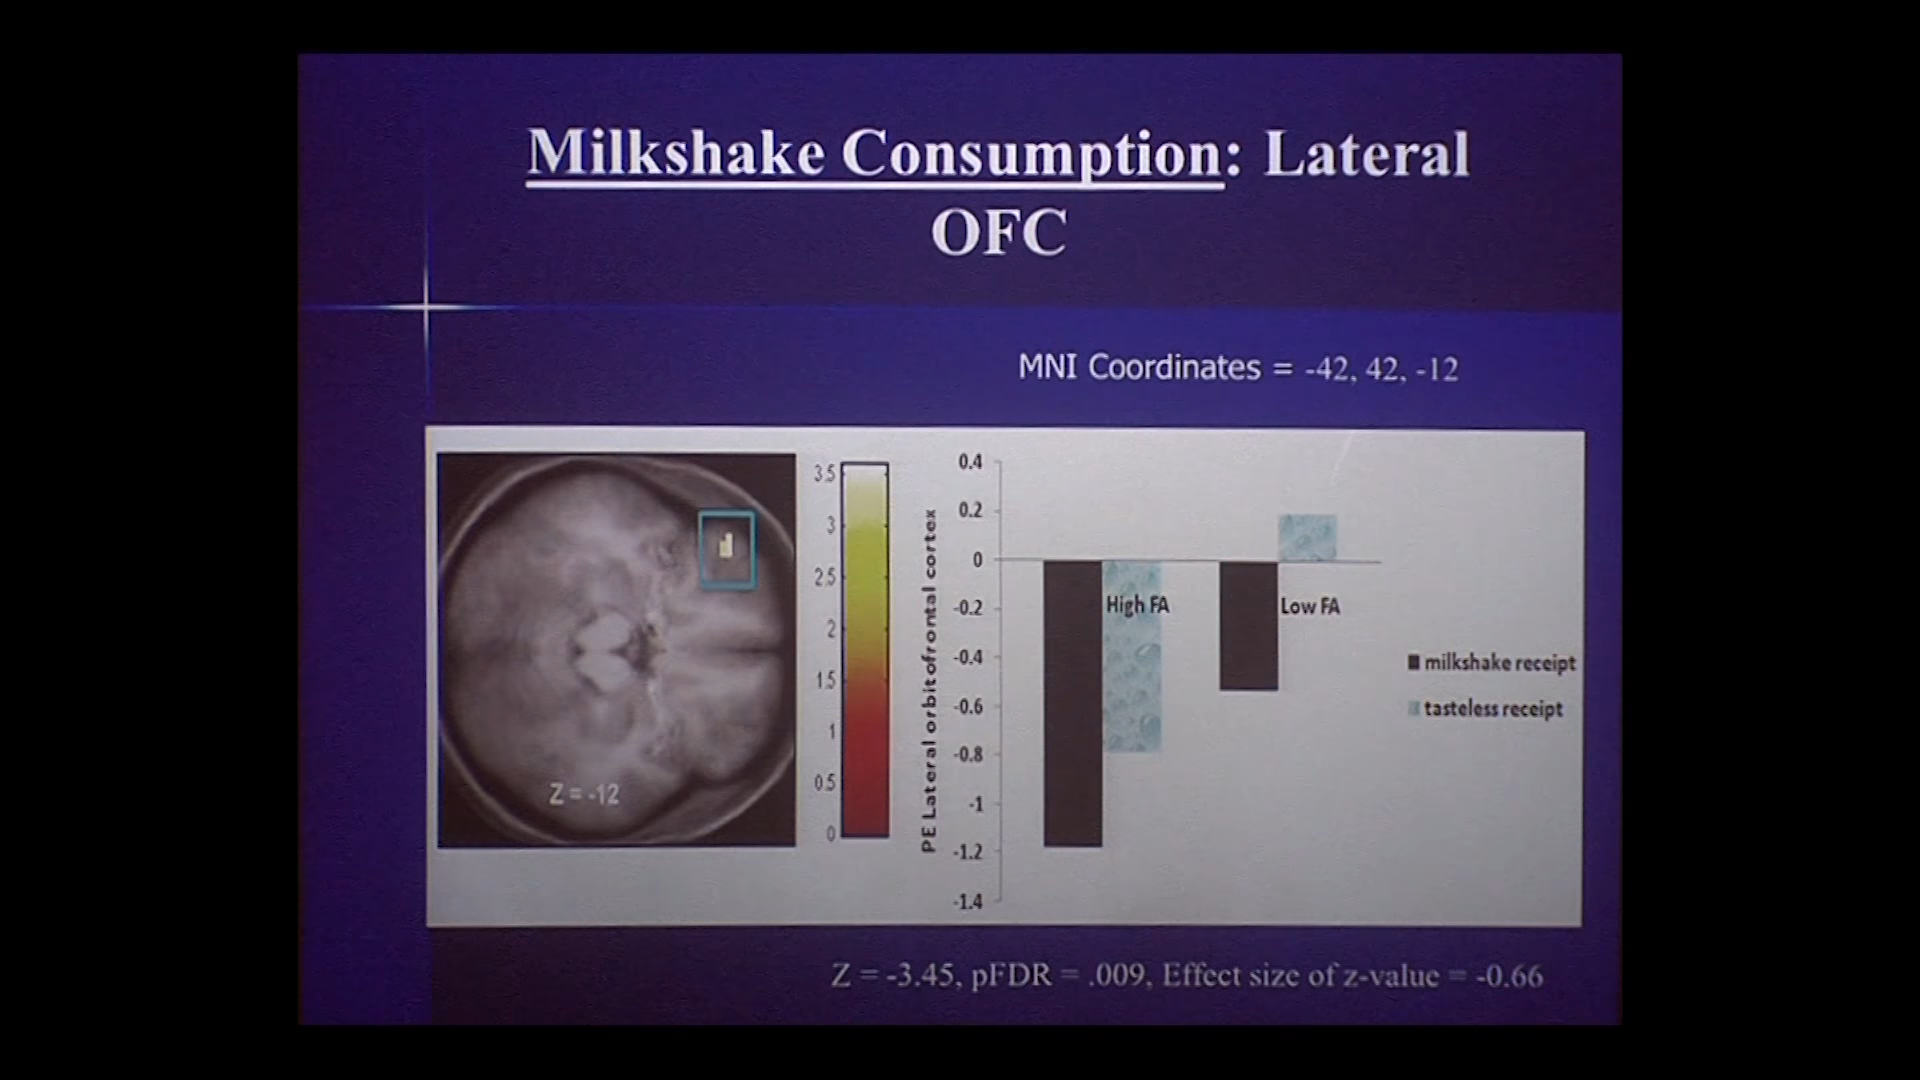 Milkshake Consumption: Lateral
OFC
MNI Coordinates = -42, 42, -12
Z = -12
3.5
3
2.5
2
1.5
1
0.5
0
PE Lateral orbitofrontal cortex
0.4
0.2
0
-0.2
-0.4
-0.6
-0.8
-1
-1.2
-1.4
High FA
Low FA
milkshake receipt
tasteless receipt
Z = -3.45, pFDR = .009, Effect size of z-value = -0.66